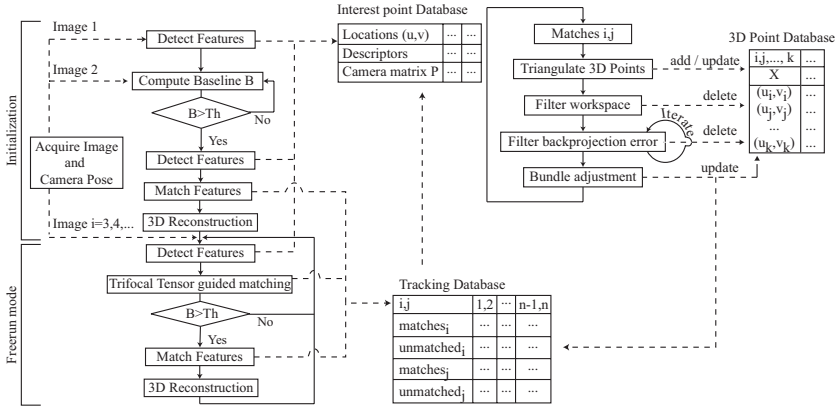 Initialization
Freerun mode
Image 1
Image 2
Acquire Image
and
Camera Pose
Image i=3,4,...
Detect Features
Compute Baseline B
B>Th
No
Yes
Detect Features
Match Features
3D Reconstruction
Detect Features
Trifocal Tensor guided matching
B>Th
No
Yes
Match Features
3D Reconstruction
Interest point Database
Locations (u,v) ... ...
Descriptors ... ...
Camera matrix P ... ...
Tracking Database
i,j 1,2 ... n-1,n
matches_i ... ... ...
unmatched_i ... ... ...
matches_j ... ... ...
unmatched_j ... ... ...
Matches i,j
Triangulate 3D Points
Filter workspace
Filter backprojection error
Iterate
Bundle adjustment
add / update
delete
delete
update
3D Point Database
i,j,..., k ...
X ...
(u_i,v_i) ...
(u_j,v_j) ...
... ...
(u_k,v_k) ...